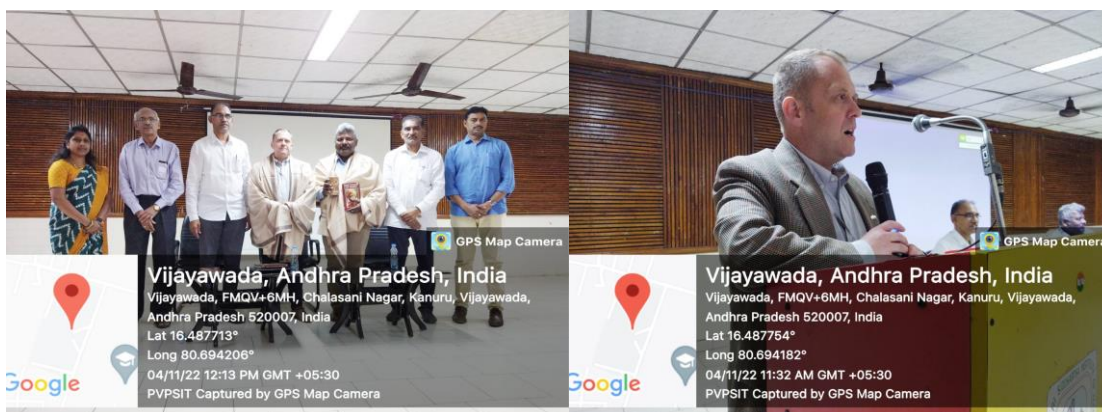 GPS Map Camera
Vijayawada, Andhra Pradesh, India
Vijayawada, FMQV+6MH, Chalasani Nagar, Kanuru, Vijayawada,
Andhra Pradesh 520007, India
Lat 16.487713°
Long 80.694206°
04/11/22 12:13 PM GMT +05:30
PVPSIT Captured by GPS Map Camera
Google
GPS Map Camera
Vijayawada, Andhra Pradesh, India
Vijayawada, FMQV+6MH, Chalasani Nagar, Kanuru, Vijayawada,
Andhra Pradesh 520007, India
Lat 16.487754°
Long 80.694182°
04/11/22 11:32 AM GMT +05:30
PVPSIT Captured by GPS Map Camera
Google